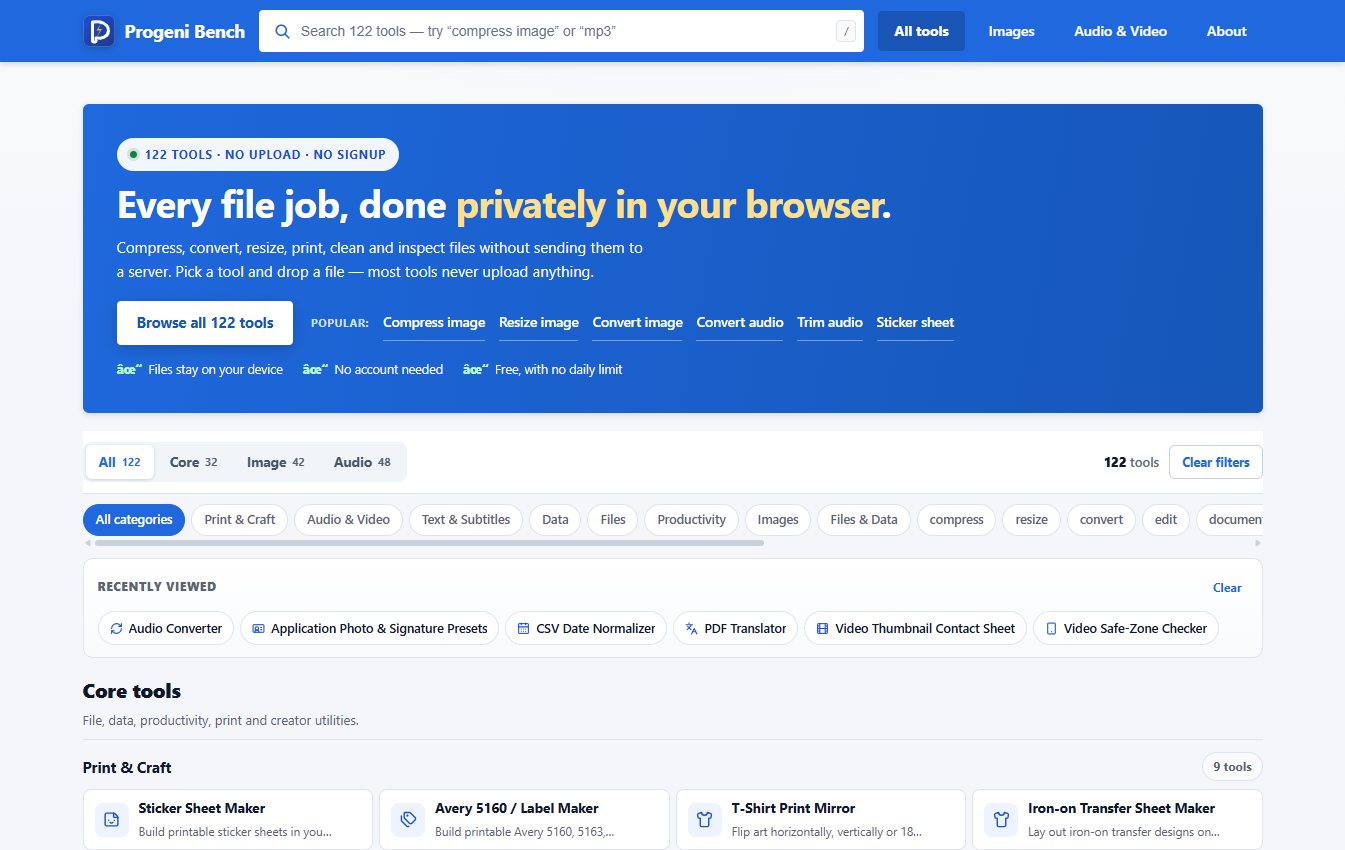 Progeni Bench
Search 122 tools — try “compress image” or “mp3”
/
All tools
Images
Audio & Video
About
122 TOOLS · NO UPLOAD · NO SIGNUP
Every file job, done privately in your browser.
Compress, convert, resize, print, clean and inspect files without sending them to
a server. Pick a tool and drop a file — most tools never upload anything.
Browse all 122 tools
POPULAR:
Compress image
Resize image
Convert image
Convert audio
Trim audio
Sticker sheet
âœ“ Files stay on your device
âœ“ No account needed
âœ“ Free, with no daily limit
All 122
Core 32
Image 42
Audio 48
122 tools
Clear filters
All categories
Print & Craft
Audio & Video
Text & Subtitles
Data
Files
Productivity
Images
Files & Data
compress
resize
convert
edit
documen
RECENTLY VIEWED
Clear
Audio Converter
Application Photo & Signature Presets
CSV Date Normalizer
PDF Translator
Video Thumbnail Contact Sheet
Video Safe-Zone Checker
Core tools
File, data, productivity, print and creator utilities.
Print & Craft
9 tools
Sticker Sheet Maker
Build printable sticker sheets in you...
Avery 5160 / Label Maker
Build printable Avery 5160, 5163,...
T-Shirt Print Mirror
Flip art horizontally, vertically or 18...
Iron-on Transfer Sheet Maker
Lay out iron-on transfer designs on...